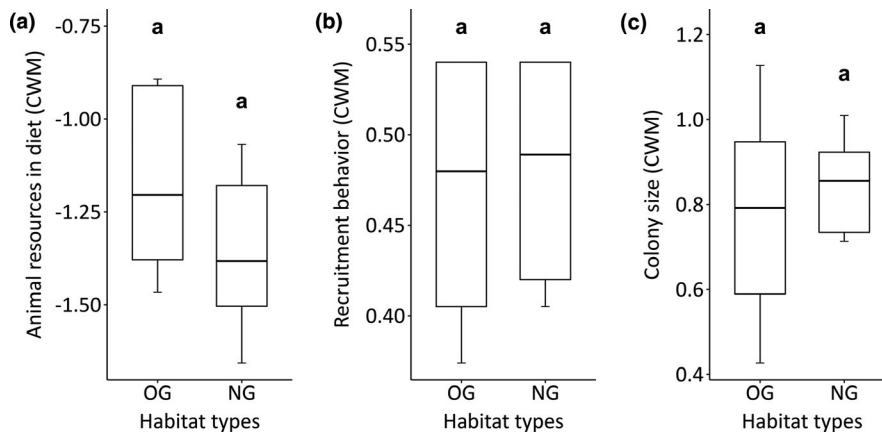 (a)
Animal resources in diet (CWM)
-0.75
-1.00
-1.25
-1.50
a
a
OG
NG
Habitat types
(b)
Recruitment behavior (CWM)
0.55
0.50
0.45
0.40
a
a
OG
NG
Habitat types
(c)
Colony size (CWM)
1.2
1.0
0.8
0.6
0.4
a
a
OG
NG
Habitat types